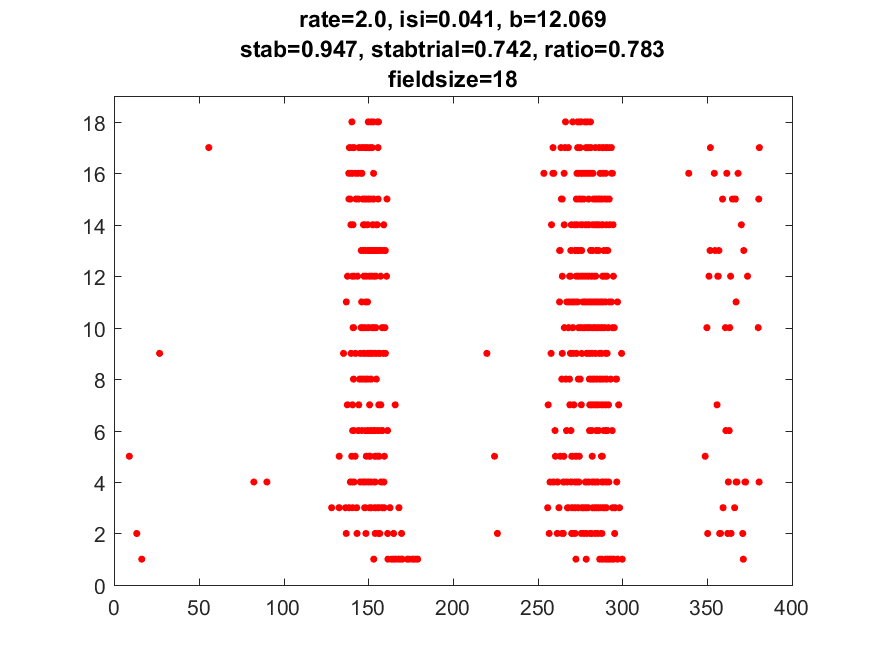 rate=2.0, isi=0.041, b=12.069
stab=0.947, stabtrial=0.742, ratio=0.783
fieldsize=18
18
16
14
12
10
8
6
4
2
0
0 50 100 150 200 250 300 350 400